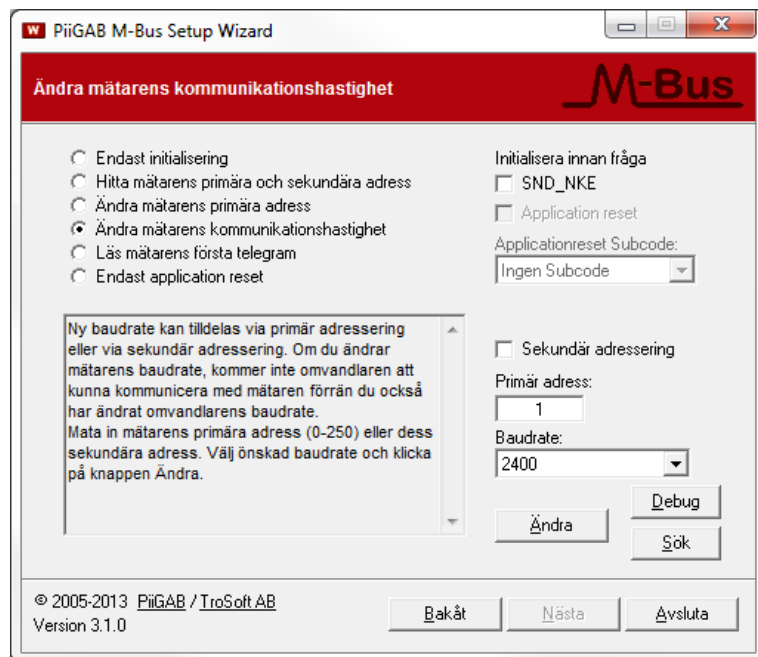 W PiiGAB M-Bus Setup Wizard
Ändra mätarens kommunikationshastighet
M-Bus
Endast initialisering
Hitta mätarens primära och sekundära adress
Ändra mätarens primära adress
Ändra mätarens kommunikationshastighet
Läs mätarens första telegram
Endast application reset
Initialisera innan fråga
SND_NKE
Application reset
Applicationreset Subcode:
Ingen Subcode
Ny baudrate kan tilldelas via primär adressering
eller via sekundär adressering. Om du ändrar
mätarens baudrate, kommer inte omvandlaren att
kunna kommunicera med mätaren förrän du också
har ändrat omvandlarens baudrate.
Mata in mätarens primära adress (0-250) eller dess
sekundära adress. Välj önskad baudrate och klicka
på knappen Ändra.
Sekundär adressering
Primär adress:
1
Baudrate:
2400
Ändra
Debug
Sök
© 2005-2013 PiiGAB / TroSoft AB
Version 3.1.0
Bakåt
Nästa
Avsluta